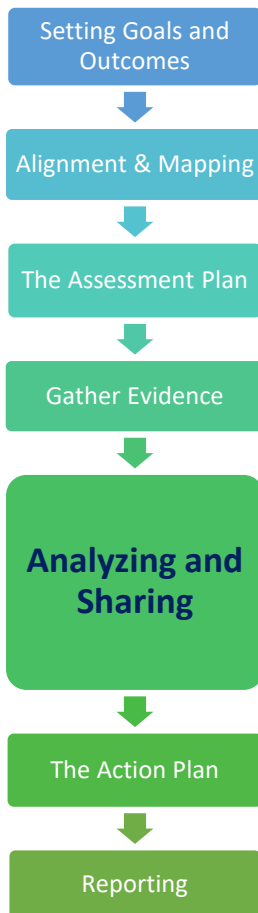 Setting Goals and
Outcomes
Alignment & Mapping
The Assessment Plan
Gather Evidence
Analyzing and
Sharing
The Action Plan
Reporting